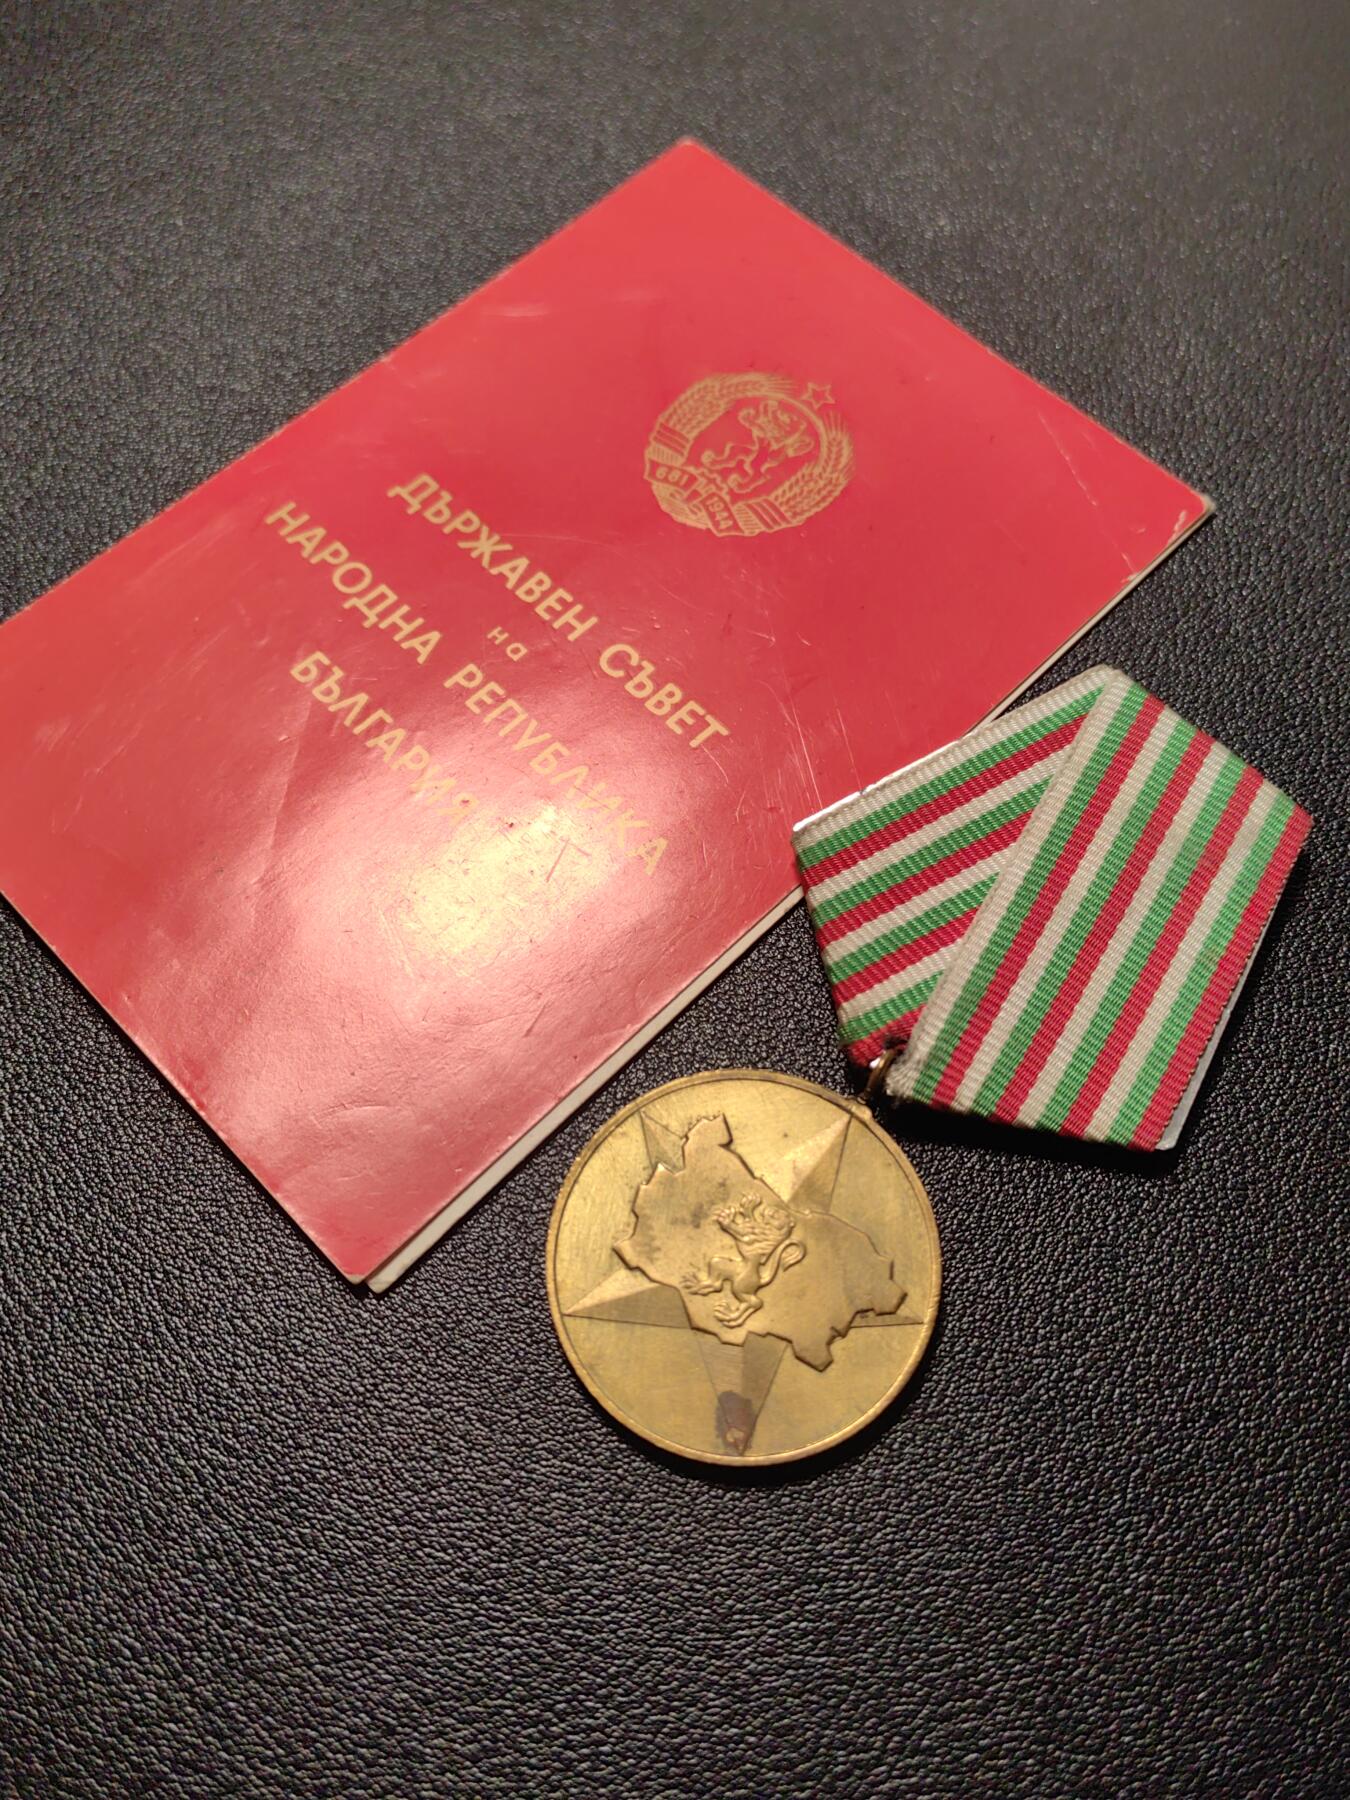 681
1944
ДЪРЖАВЕН СЪВЕТ
на
НАРОДНА РЕПУБЛИКА
БЪЛГАРИЯ